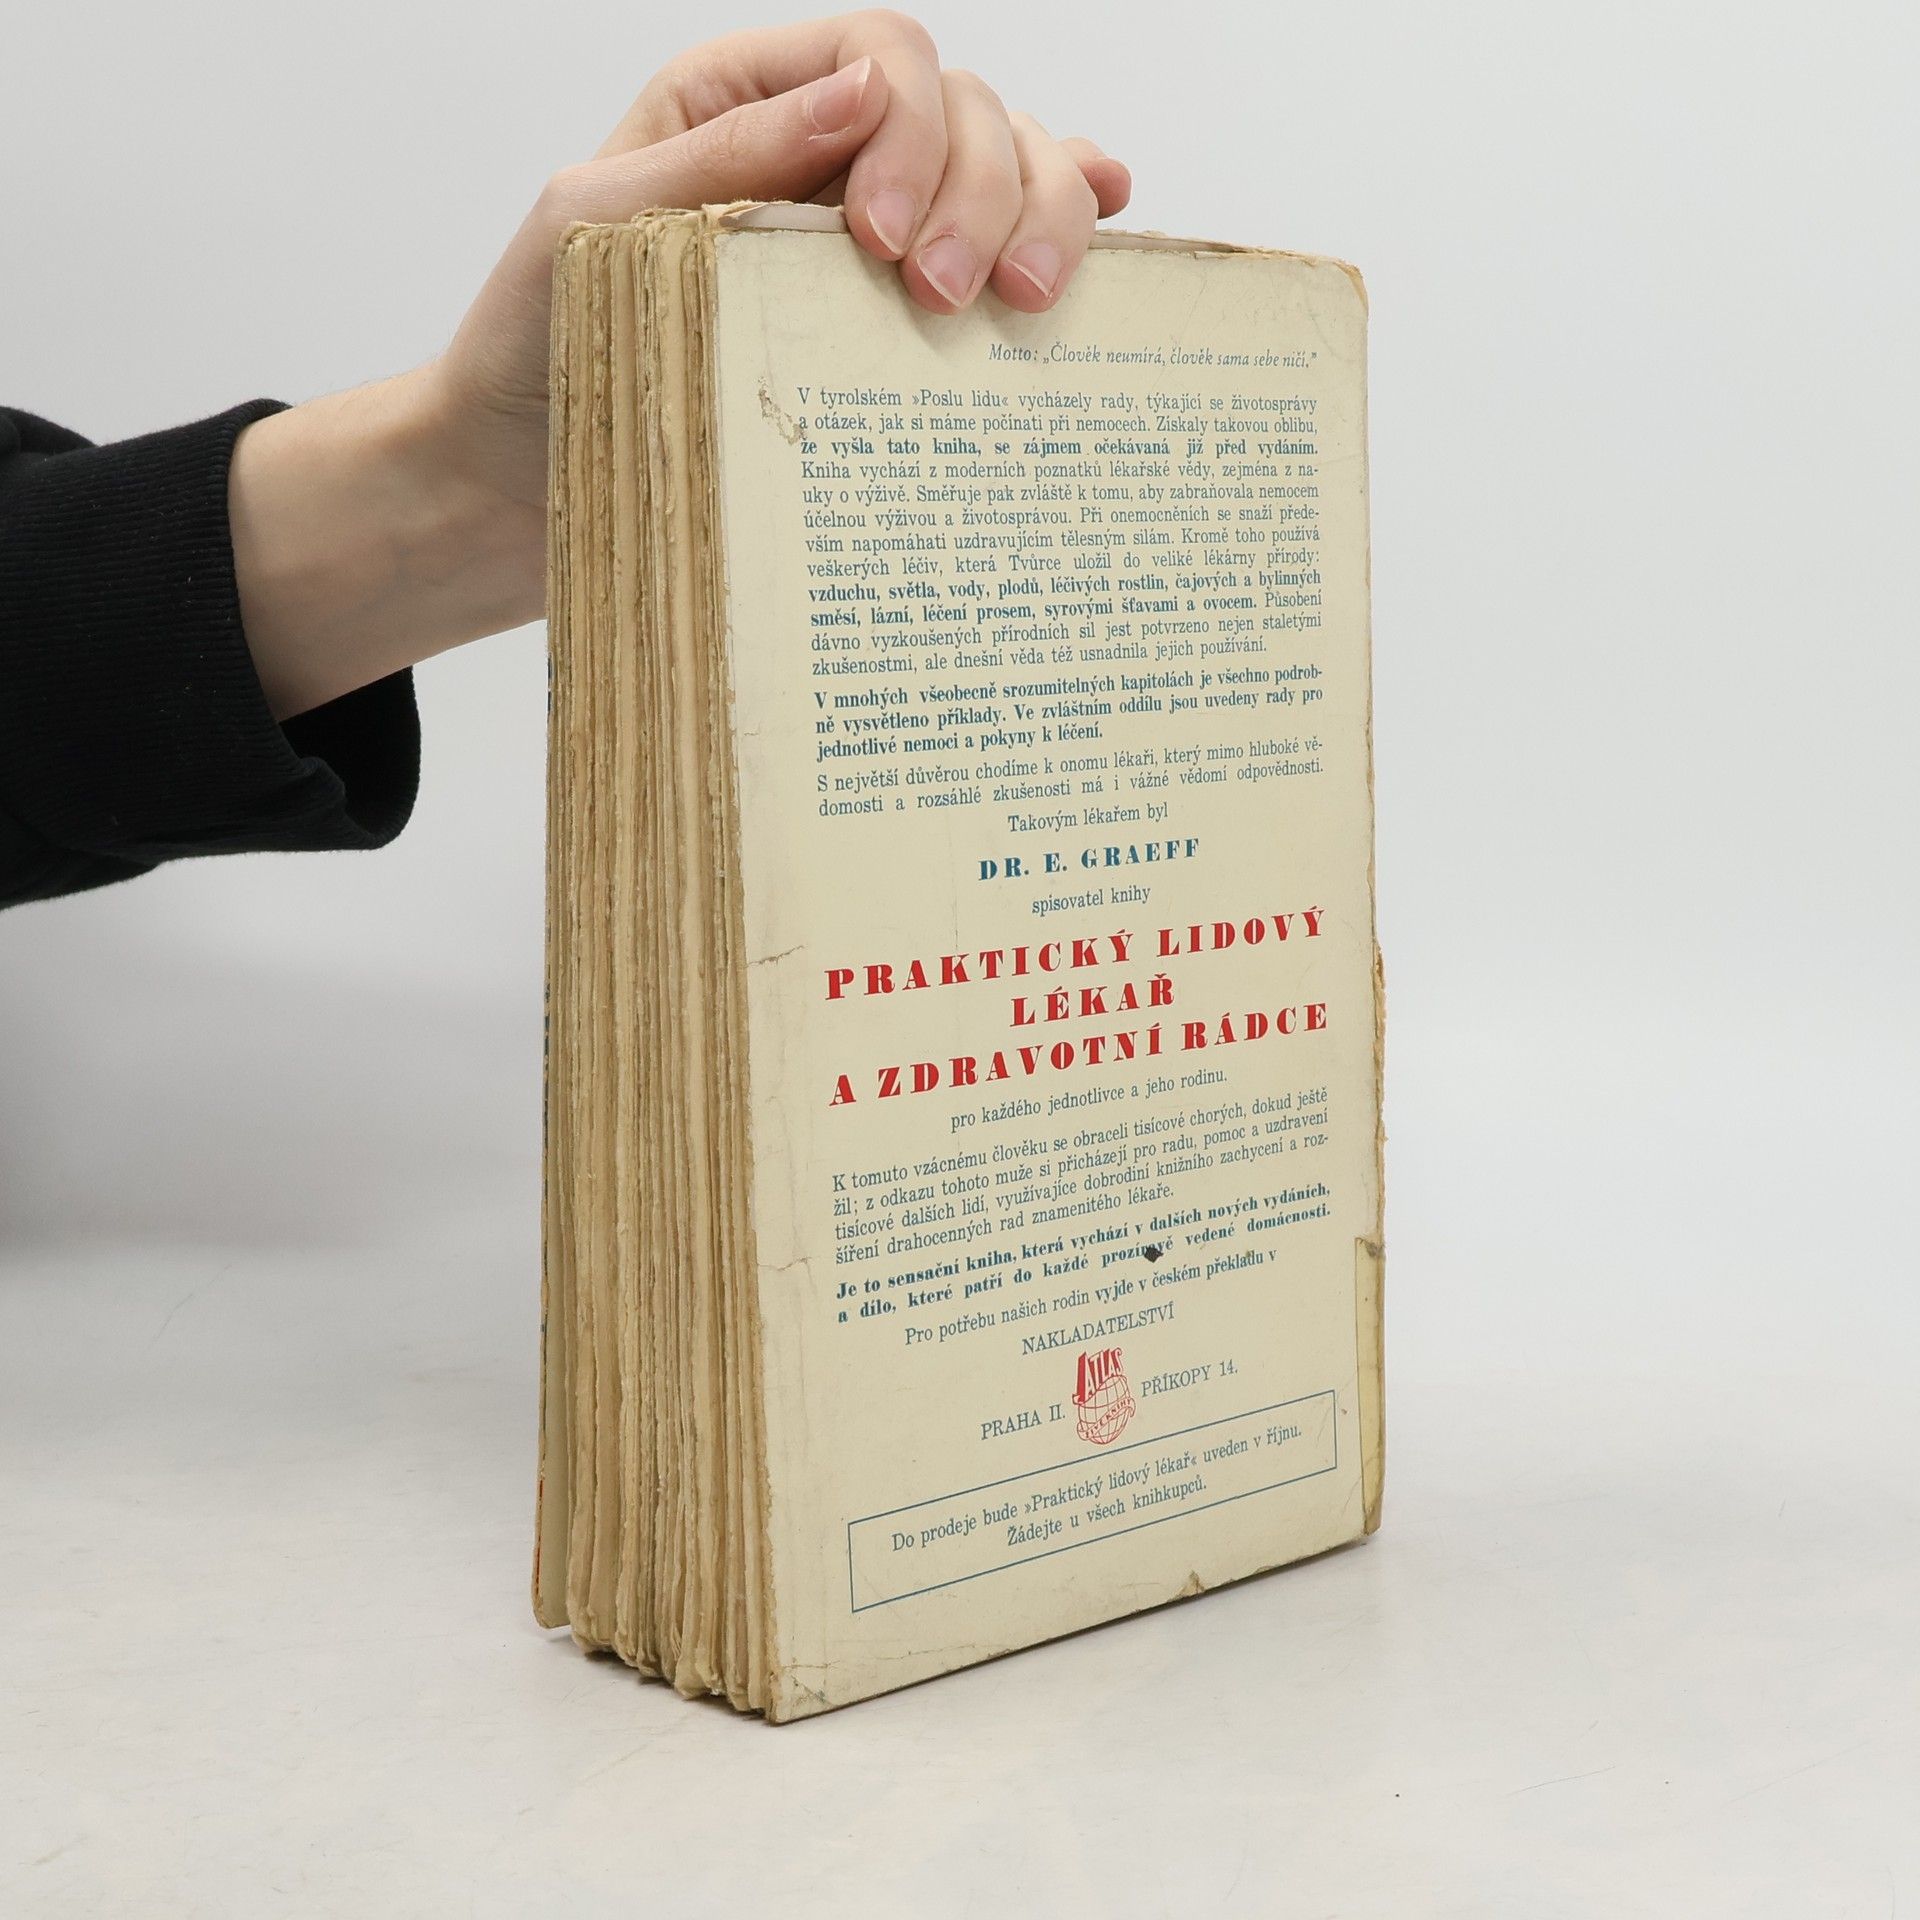 Motto: „Člověk neumírá, člověk sama sebe ničí."
V tyrolském »Poslu lidu« vycházely rady, týkající se životosprávy
a otázek, jak si máme počínati při nemocech. Získaly takovou oblibu,
že vyšla tato kniha, se zájmem očekávaná již před vydáním.
Kniha vychází z moderních poznatků lékařské vědy, zejména z na-
uky o výživě. Směřuje pak zvláště k tomu, aby zabraňovala nemocem
účelnou výživou a životosprávou. Při onemocněních se snaží přede-
vším napomáhati uzdravujícím tělesným silám. Kromě toho používá
veškerých léčiv, která Tvůrce uložil do veliké lékárny přírody:
vzduchu, světla, vody, plodů, léčivých rostlin, čajových a bylinných
směsí, lázní, léčení prosem, syrovými šťavami a ovocem. Působení
dávno vyzkoušených přírodních sil jest potvrzeno nejen staletými
zkušenostmi, ale dnešní věda též usnadnila jejich používání.
V mnohých všeobecně srozumitelných kapitolách je všechno podrob-
ně vysvětleno příklady. Ve zvláštním oddílu jsou uvedeny rady pro
jednotlivé nemoci a pokyny k léčení.
S největší důvěrou chodíme k onomu lékaři, který mimo hluboké vě-
domosti a rozsáhlé zkušenosti má i vážné vědomí odpovědnosti.
Takovým lékařem byl
DR. E. GRAEFF
spisovatel knihy
PRAKTICKÝ LIDOVÝ
LÉKAŘ
A ZDRAVOTNÍ RÁDCE
pro každého jednotlivce a jeho rodinu.
K tomuto vzácnému člověku se obraceli tisícové chorých, dokud ještě
žil; z odkazu tohoto muže si přicházejí pro radu, pomoc a uzdravení
tisícové dalších lidí, využívajíce dobrodiní knižního zachycení a roz-
šíření drahocenných rad znamenitého lékaře.
Je to sensační kniha, která vychází v dalších nových vydáních,
a dílo, které patří do každé prozíravě vedené domácnosti.
Pro potřebu našich rodin vyjde v českém překladu v
NAKLADATELSTVÍ
ATLAS
PRAHA II. PŘÍKOPY 14.
ŽIVÉ KNIHY
Do prodeje bude »Praktický lidový lékař« uveden v říjnu.
Žádejte u všech knihkupců.